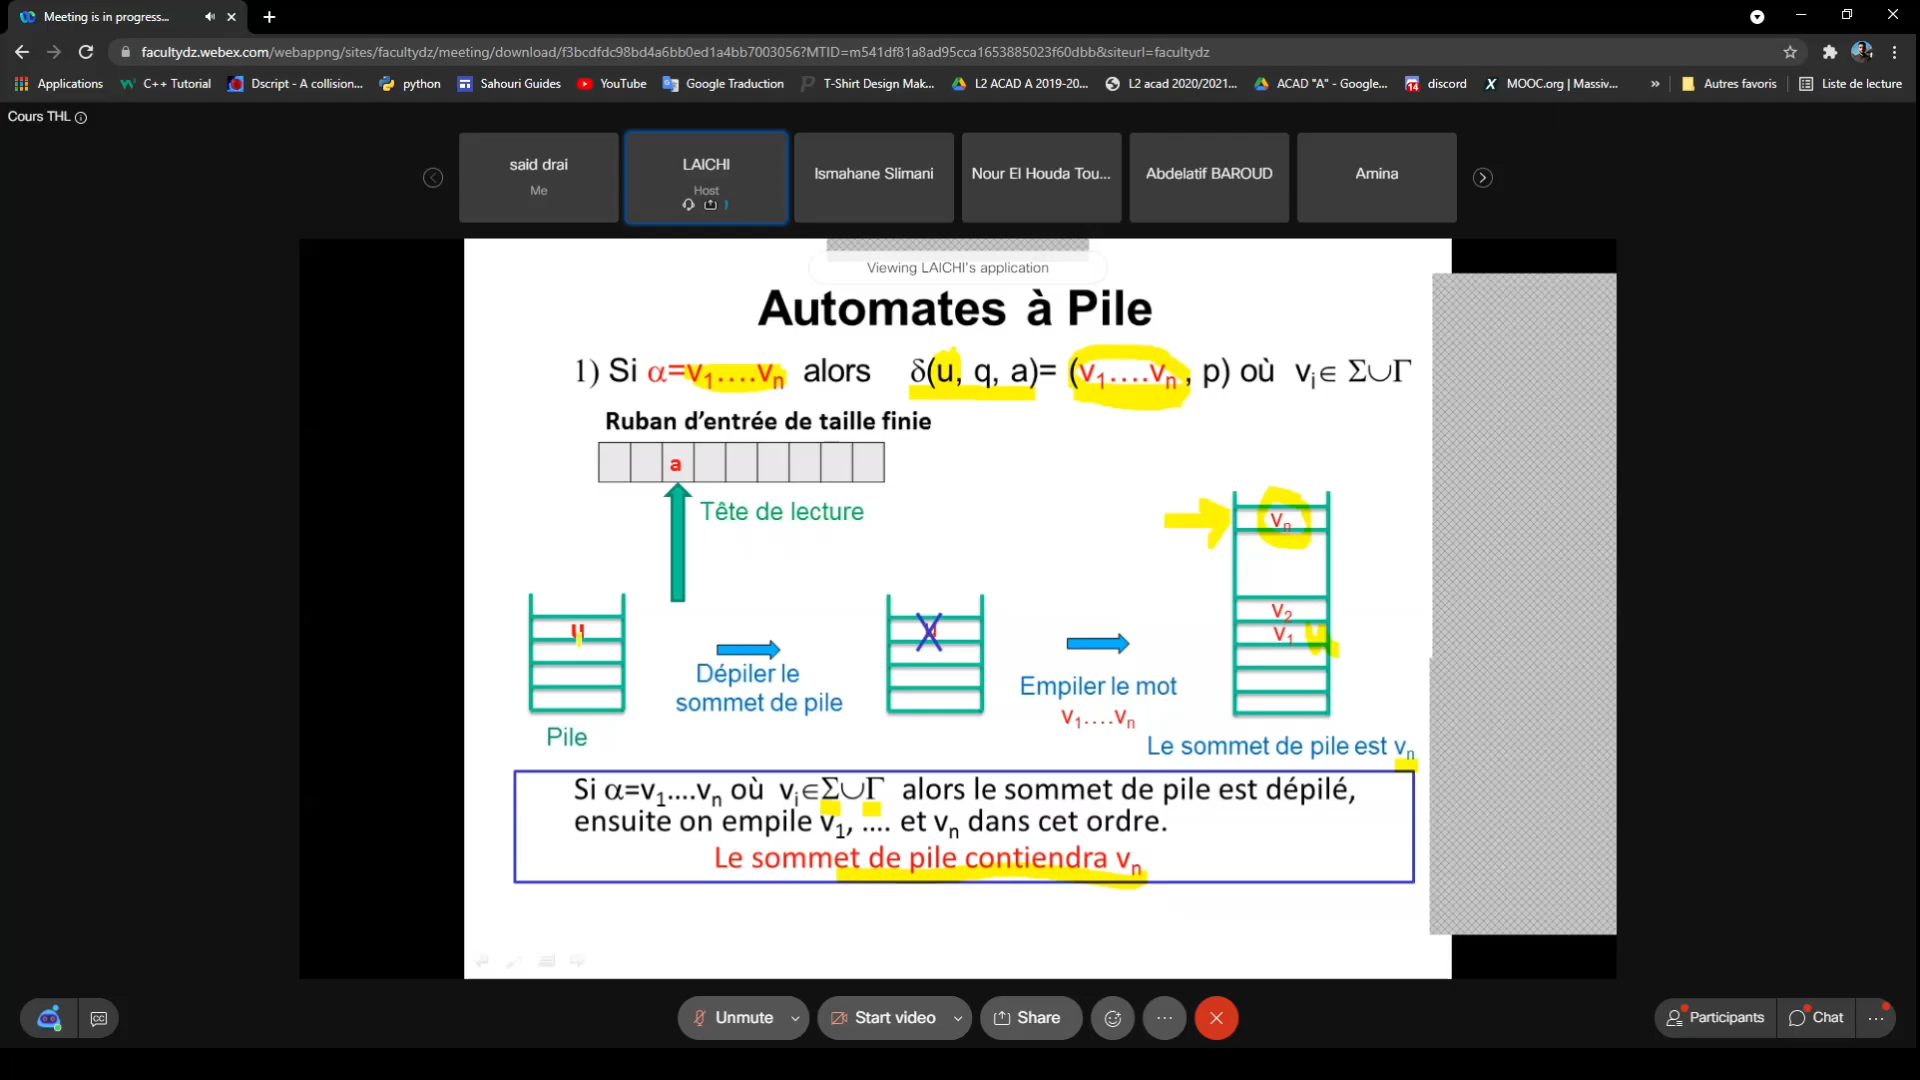 Meeting is in progress...
facultydz.webex.com/webappng/sites/facultydz/meeting/download/f3bcdfdc98bd4a6bb0ed1a4bb7003056?MTID=m541df81a8ad95cca1653885023f60dbb&siteurl=facultydz
Applications C++ Tutorial Dscript - A collision... python Sahouri Guides YouTube Google Traduction T-Shirt Design Mak... L2 ACAD A 2019-20... L2 acad 2020/2021... ACAD "A" - Google... 14 discord MOOC.org | Massiv... » Autres favoris Liste de lecture
Cours THL
said drai
Me
LAICHI
Host
Ismahane Slimani
Nour El Houda Tou...
Abdelatif BAROUD
Amina
Viewing LAICHI's application
Automates à Pile
1) Si α=v1....vn alors δ(u, q, a)= (v1....vn, p) où vi∈ Σ∪Γ
Ruban d'entrée de taille finie
a
Tête de lecture
vn
v2
v1
u
u
Dépiler le
sommet de pile
Empiler le mot
v1....vn
Pile
Le sommet de pile est vn
Si α=v1....vn où vi∈Σ∪Γ alors le sommet de pile est dépilé,
ensuite on empile v1, .... et vn dans cet ordre.
Le sommet de pile contiendra vn
CC Unmute Start video Share Participants Chat